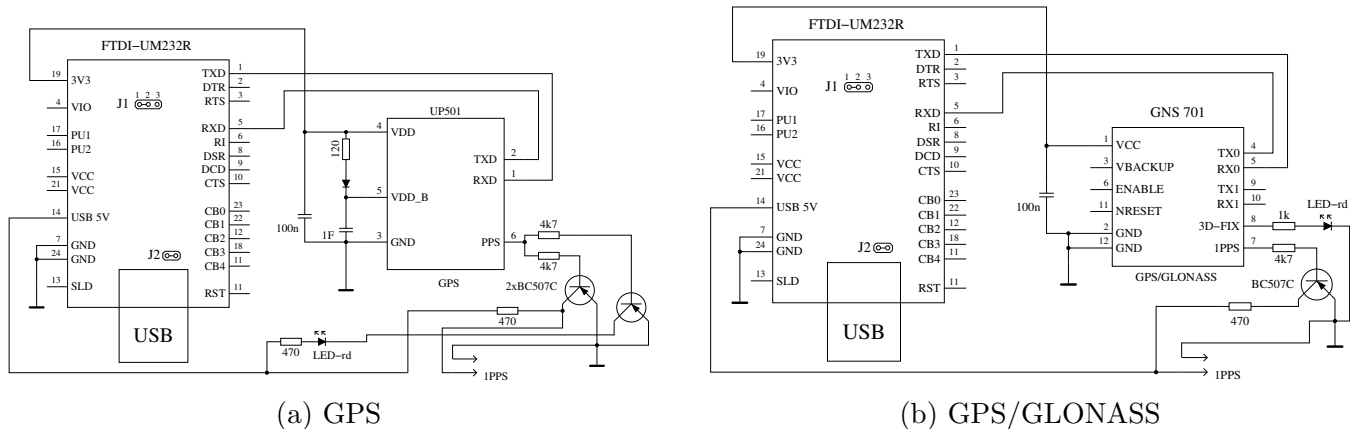 FTDI−UM232R
19
3V3
4
VIO
17
PU1
16
PU2
15
VCC
21
VCC
14
USB 5V
7
GND
24
GND
13
SLD
J1
1 2 3
J2
USB
TXD
1
DTR
2
RTS
3
RXD
5
RI
6
DSR
8
DCD
9
CTS
10
CB0
23
CB1
22
CB2
12
CB3
18
CB4
11
RST
11
100n
120
1F
UP501
4
VDD
5
VDD_B
3
GND
TXD
2
RXD
1
PPS
6
GPS
4k7
4k7
2xBC507C
470
470
LED−rd
1PPS
(a) GPS
FTDI−UM232R
19
3V3
4
VIO
17
PU1
16
PU2
15
VCC
21
VCC
14
USB 5V
7
GND
24
GND
13
SLD
J1
1 2 3
J2
USB
TXD
1
DTR
2
RTS
3
RXD
5
RI
6
DSR
8
DCD
9
CTS
10
CB0
23
CB1
22
CB2
12
CB3
18
CB4
11
RST
11
100n
GNS 701
1
VCC
3
VBACKUP
6
ENABLE
11
NRESET
2
GND
12
GND
TX0
4
RX0
5
TX1
9
RX1
10
3D−FIX
8
1PPS
7
GPS/GLONASS
1k
LED−rd
4k7
BC507C
470
1PPS
(b) GPS/GLONASS